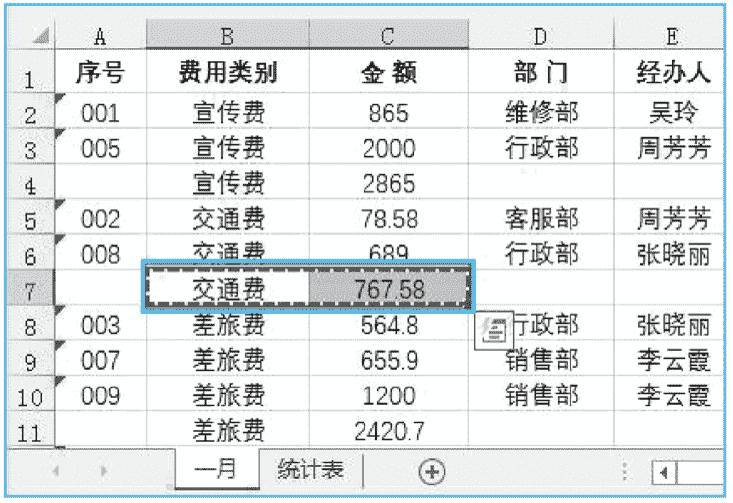 A B C D E
1 序号 费用类别 金 额 部 门 经办人
2 001 宣传费 865 维修部 吴玲
3 005 宣传费 2000 行政部 周芳芳
4 宣传费 2865
5 002 交通费 78.58 客服部 周芳芳
6 008 交通费 689 行政部 张晓丽
7 交通费 767.58
8 003 差旅费 564.8 行政部 张晓丽
9 007 差旅费 655.9 销售部 李云霞
10 009 差旅费 1200 销售部 李云霞
11 差旅费 2420.7
一月 统计表